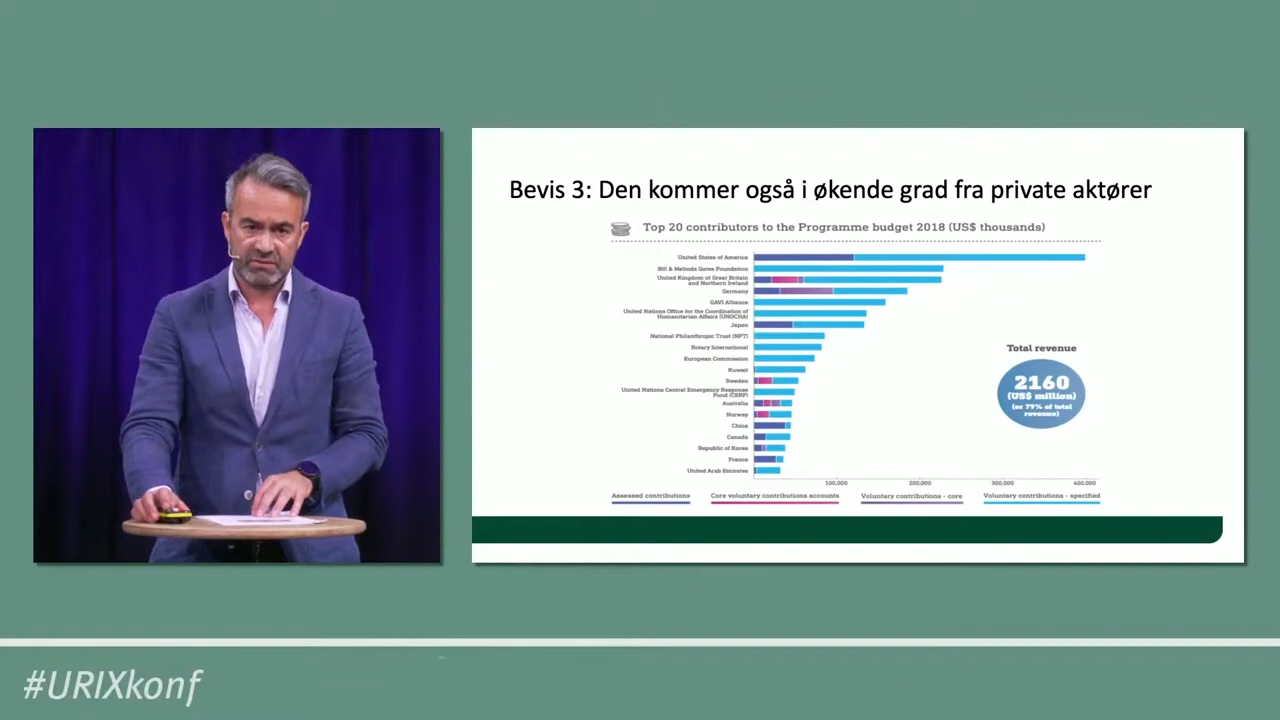 Bevis 3: Den kommer også i økende grad fra private aktører
Top 20 contributors to the Programme budget 2018 (US$ thousands)
United States of America
Bill & Melinda Gates Foundation
United Kingdom of Great Britain
and Northern Ireland
Germany
GAVI Alliance
United Nations Office for the Coordination of
Humanitarian Affairs (UNOCHA)
Japan
National Philanthropic Trust (NPT)
Rotary International
European Commission
Kuwait
Sweden
United Nations Central Emergency Response
Fund (CERF)
Australia
Norway
China
Canada
Republic of Korea
France
United Arab Emirates
Total revenue
2160
(US$ million)
(or 79% of total
revenue)
100,000 200,000 300,000 400,000
Assessed contributions Core voluntary contributions accounts Voluntary contributions - core Voluntary contributions - specified
#URIXkonf